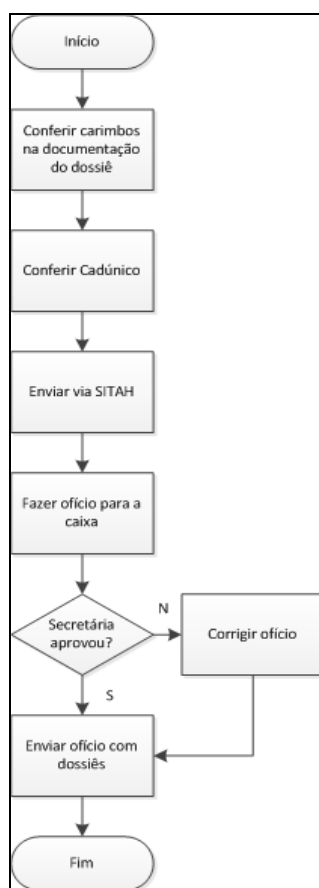 Início
Conferir carimbos
na documentação
do dossiê
Conferir Cadúnico
Enviar via SITAH
Fazer ofício para a
caixa
Secretária
aprovou?
N
Corrigir ofício
S
Enviar ofício com
dossiês
Fim